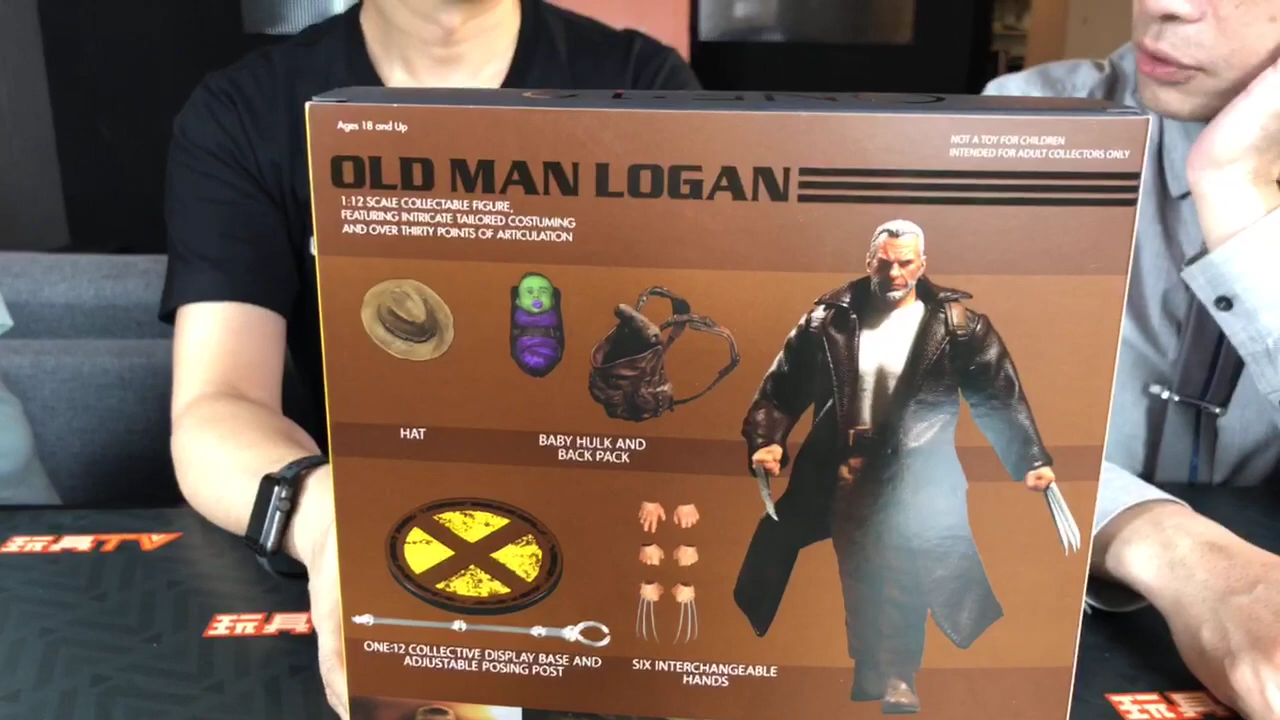 Ages 18 and Up
NOT A TOY FOR CHILDREN
INTENDED FOR ADULT COLLECTORS ONLY
OLD MAN LOGAN
1:12 SCALE COLLECTABLE FIGURE,
FEATURING INTRICATE TAILORED COSTUMING
AND OVER THIRTY POINTS OF ARTICULATION
HAT
BABY HULK AND
BACK PACK
ONE:12 COLLECTIVE DISPLAY BASE AND
ADJUSTABLE POSING POST
SIX INTERCHANGEABLE
HANDS
玩具TV
玩具
玩具